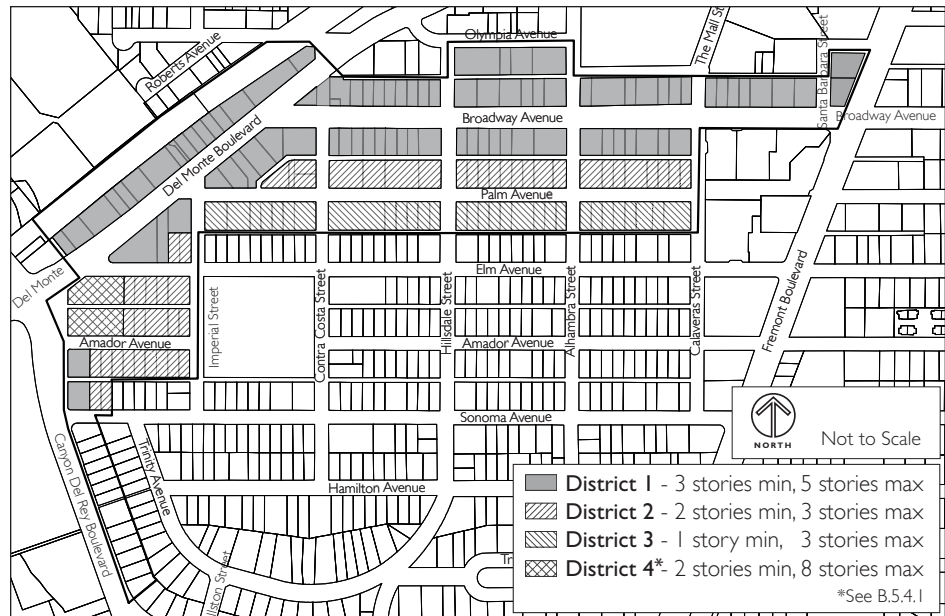 Olympia Avenue
The Mall St
Santa Barbara Street
Roberts Avenue
Broadway Avenue
Broadway Avenue
Del Monte Boulevard
Palm Avenue
Del Monte
Elm Avenue
Imperial Street
Contra Costa Street
Hillsdale Street
Alhambra Street
Calaveras Street
Fremont Boulevard
Amador Avenue
Amador Avenue
Sonoma Avenue
Canyon Del Rey Boulevard
Trinity Avenue
Hamilton Avenue
llston Street
Tr
NORTH
Not to Scale
District 1 - 3 stories min, 5 stories max
District 2 - 2 stories min, 3 stories max
District 3 - 1 story min, 3 stories max
District 4*- 2 stories min, 8 stories max
*See B.5.4.1